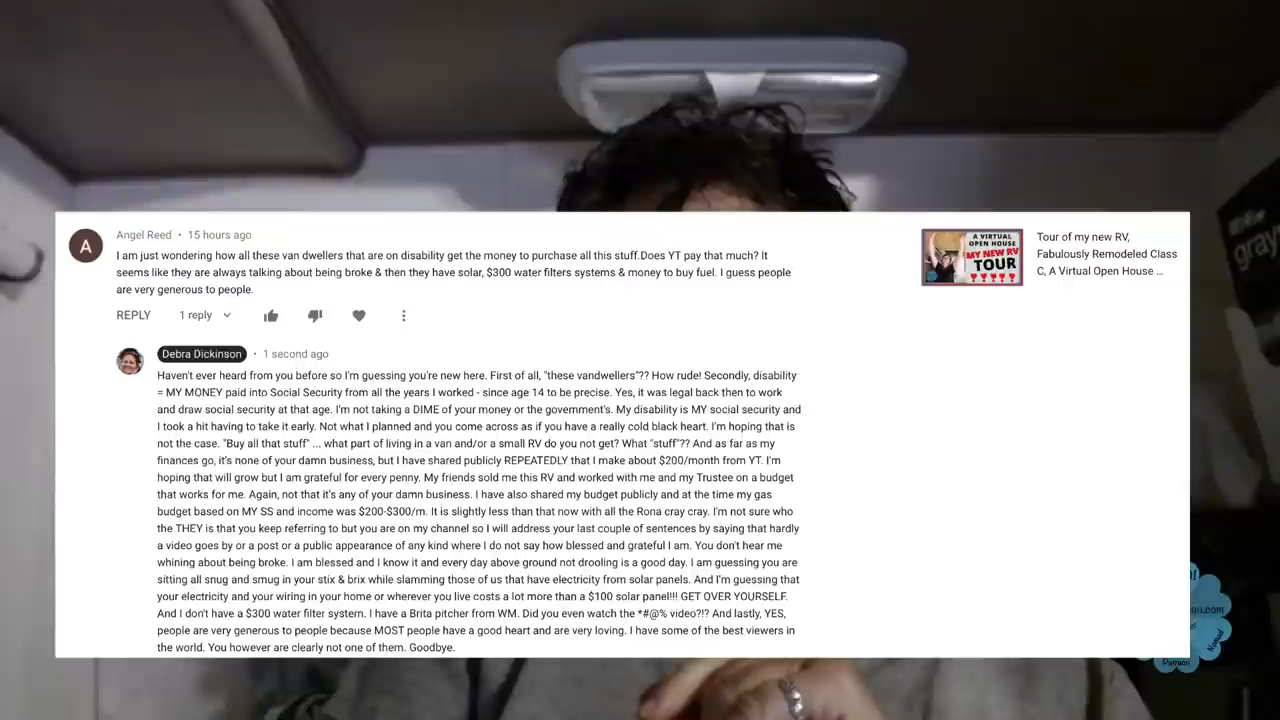 Angel Reed • 15 hours ago
I am just wondering how all these van dwellers that are on disability get the money to purchase all this stuff.Does YT pay that much? It
seems like they are always talking about being broke & then they have solar, $300 water filters systems & money to buy fuel. I guess people
are very generous to people.
REPLY 1 reply
A
A VIRTUAL
OPEN HOUSE
MY NEW RV
TOUR
Tour of my new RV,
Fabulously Remodeled Class
C, A Virtual Open House ...
Debra Dickinson • 1 second ago
Haven't ever heard from you before so I'm guessing you're new here. First of all, "these vandwellers"?? How rude! Secondly, disability
= MY MONEY paid into Social Security from all the years I worked - since age 14 to be precise. Yes, it was legal back then to work
and draw social security at that age. I'm not taking a DIME of your money or the government's. My disability is MY social security and
I took a hit having to take it early. Not what I planned and you come across as if you have a really cold black heart. I'm hoping that is
not the case. "Buy all that stuff" ... what part of living in a van and/or a small RV do you not get? What "stuff"?? And as far as my
finances go, it's none of your damn business, but I have shared publicly REPEATEDLY that I make about $200/month from YT. I'm
hoping that will grow but I am grateful for every penny. My friends sold me this RV and worked with me and my Trustee on a budget
that works for me. Again, not that it's any of your damn business. I have also shared my budget publicly and at the time my gas
budget based on MY SS and income was $200-$300/m. It is slightly less than that now with all the Rona cray cray. I'm not sure who
the THEY is that you keep referring to but you are on my channel so I will address your last couple of sentences by saying that hardly
a video goes by or a post or a public appearance of any kind where I do not say how blessed and grateful I am. You don't hear me
whining about being broke. I am blessed and I know it and every day above ground not drooling is a good day. I am guessing you are
sitting all snug and smug in your stix & brix while slamming those of us that have electricity from solar panels. And I'm guessing that
your electricity and your wiring in your home or wherever you live costs a lot more than a $100 solar panel!!! GET OVER YOURSELF.
And I don't have a $300 water filter system. I have a Brita pitcher from WM. Did you even watch the *#@% video?!? And lastly, YES,
people are very generous to people because MOST people have a good heart and are very loving. I have some of the best viewers in
the world. You however are clearly not one of them. Goodbye.
gray
on.com
Nomad
Patreon